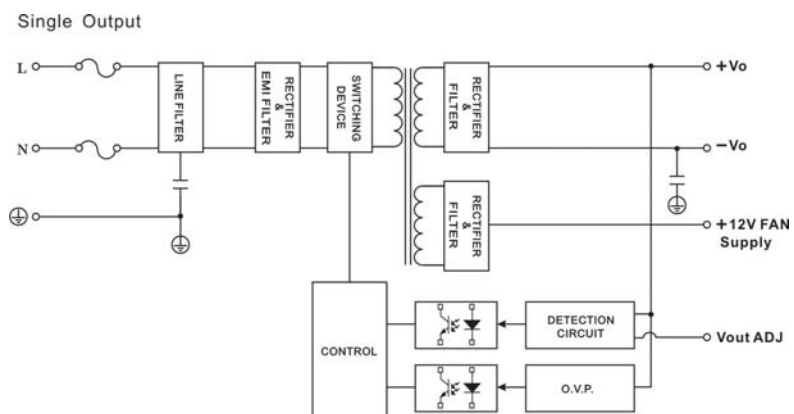 Single Output
L
LINE FILTER
RECTIFIER
&
EMI FILTER
SWITCHING
DEVICE
RECTIFIER
&
FILTER
+Vo
N
-Vo
RECTIFIER
&
FILTER
+12V FAN
Supply
CONTROL
DETECTION
CIRCUIT
Vout ADJ
O.V.P.